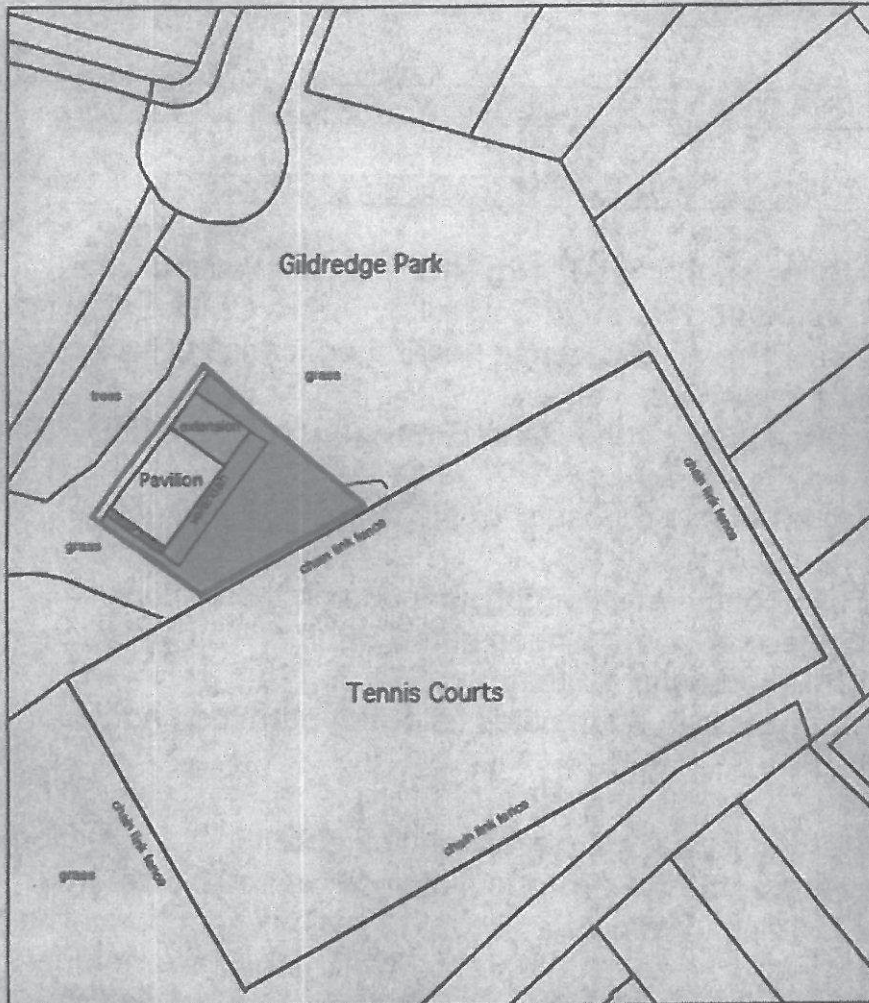 Gildredge Park
grass
trees
extension
Pavilion
grass
chain link fence
chain link fence
Tennis Courts
chain link fence
chain link fence
grass